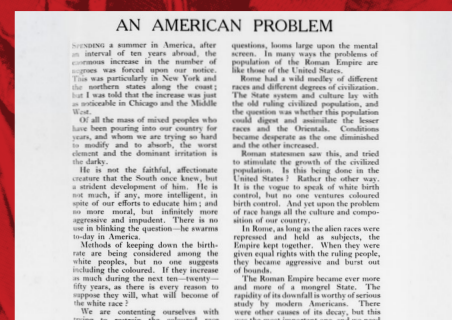 AN AMERICAN PROBLEM
SPENDING a summer in America, after
an interval of ten years abroad, the
enormous increase in the number of
negroes was forced upon our notice.
This was particularly in New York and
the northern states along the coast;
but I was told that the increase was just
as noticeable in Chicago and the Middle
West.
Of all the mass of mixed peoples who
have been pouring into our country for
years, and whom we are trying so hard
to modify and to absorb, the worst
element and the dominant irritation is
the darky.
He is not the faithful, affectionate
creature that the South once knew, but
a strident development of him. He is
not much, if any, more intelligent, in
spite of our efforts to educate him; and
no more moral, but infinitely more
aggressive and impudent. There is no
use in blinking the question—he swarms
to-day in America.
Methods of keeping down the birth-
rate are being considered among the
white peoples, but no one suggests
including the coloured. If they increase
as much during the next ten—twenty—
fifty years, as there is every reason to
suppose they will, what will become of
the white race?
We are contenting ourselves with
trying to restrain the coloured
questions, looms large upon the mental
screen. In many ways the problems of
population of the Roman Empire are
like those of the United States.
Rome had a wild medley of different
races and different degrees of civilization.
The State system and culture lay with
the old ruling civilized population, and
the question was whether this population
could digest and assimilate the lesser
races and the Orientals. Conditions
became desperate as the one diminished
and the other increased.
Roman statesmen saw this, and tried
to stimulate the growth of the civilized
population. Is this being done in the
United States? Rather the other way.
It is the vogue to speak of white birth
control, but no one ventures coloured
birth control. And yet upon the problem
of race hangs all the culture and compo-
sition of our country.
In Rome, as long as the alien races were
repressed and held as subjects, the
Empire kept together. When they were
given equal rights with the ruling people,
they became aggressive and burst out
of bounds.
The Roman Empire became ever more
and more of a mongrel State. The
rapidity of its downfall is worthy of serious
study by modern Americans. There
were other causes of its decay, but this
was the most important one, and